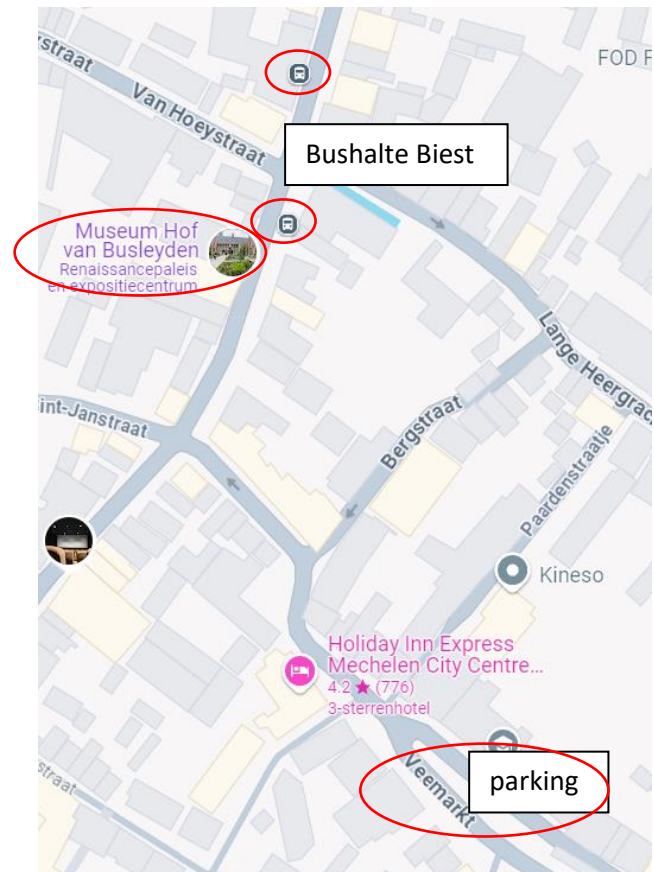 straat
Van Hoeystraat
FOD F
Bushalte Biest
Museum Hof
van Busleyden
Renaissancepaleis
en expositiecentrum
Lange Heergrac
int-Janstraat
Bergstraat
Paardenstraatje
Kineso
Holiday Inn Express
Mechelen City Centre...
4.2 ★ (776)
3-sterrenhotel
straat
Veemarkt
parking